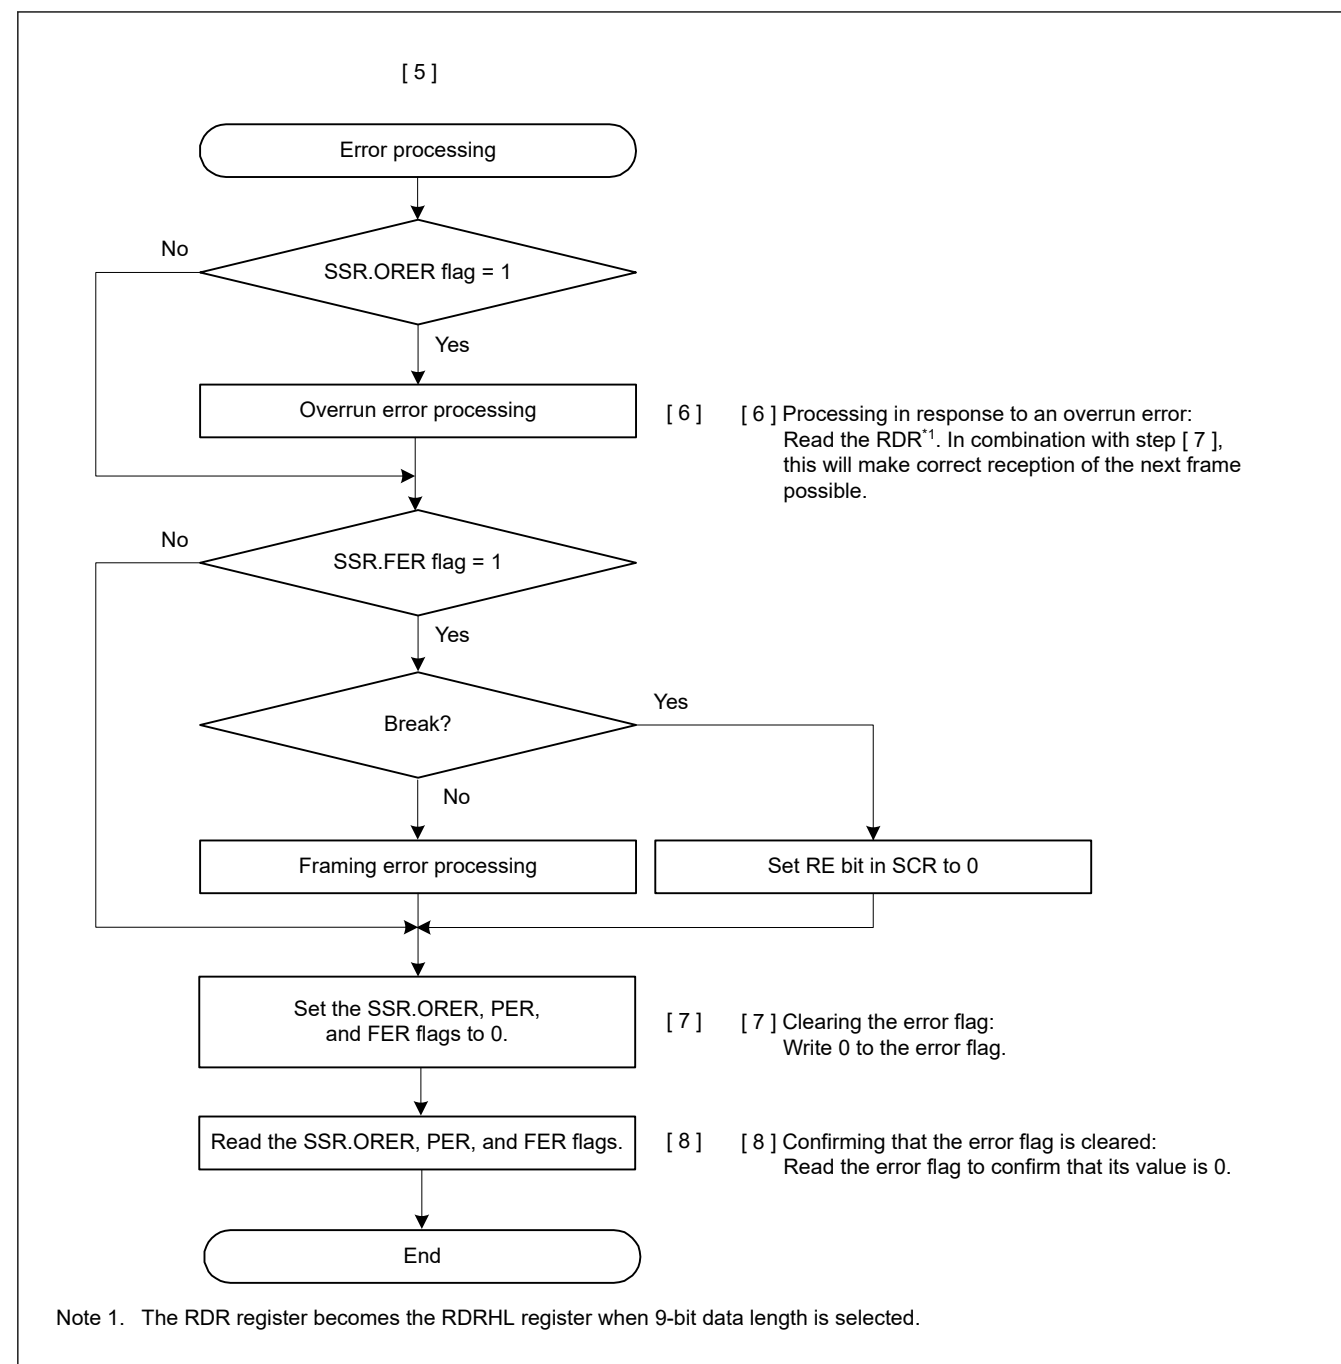 [ 5 ]
Error processing
No
SSR.ORER flag = 1
Yes
Overrun error processing
[ 6 ]
[ 6 ] Processing in response to an overrun error:
Read the RDR*1. In combination with step [ 7 ],
this will make correct reception of the next frame
possible.
No
SSR.FER flag = 1
Yes
Break?
Yes
No
Framing error processing
Set RE bit in SCR to 0
Set the SSR.ORER, PER,
and FER flags to 0.
[ 7 ]
[ 7 ] Clearing the error flag:
Write 0 to the error flag.
Read the SSR.ORER, PER, and FER flags.
[ 8 ]
[ 8 ] Confirming that the error flag is cleared:
Read the error flag to confirm that its value is 0.
End
Note 1. The RDR register becomes the RDRHL register when 9-bit data length is selected.